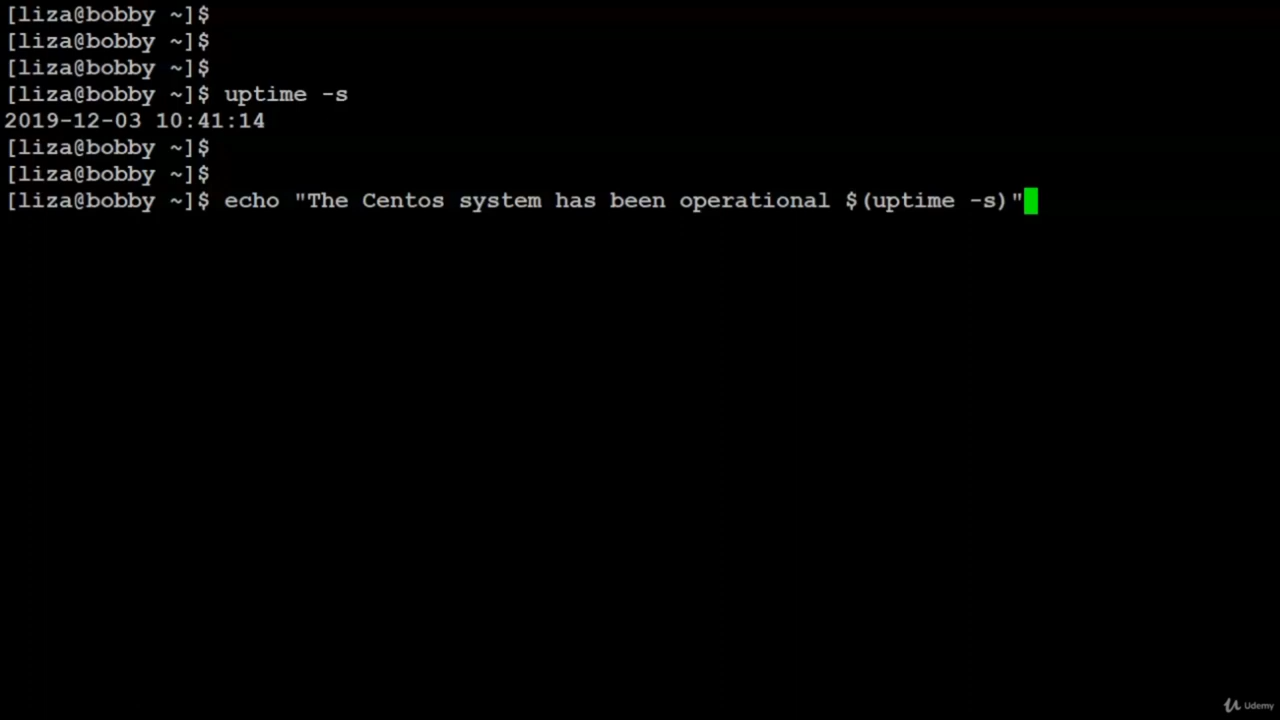 [liza@bobby ~]$
[liza@bobby ~]$
[liza@bobby ~]$
[liza@bobby ~]$ uptime -s
2019-12-03 10:41:14
[liza@bobby ~]$
[liza@bobby ~]$
[liza@bobby ~]$ echo "The Centos system has been operational $(uptime -s)"
Udemy